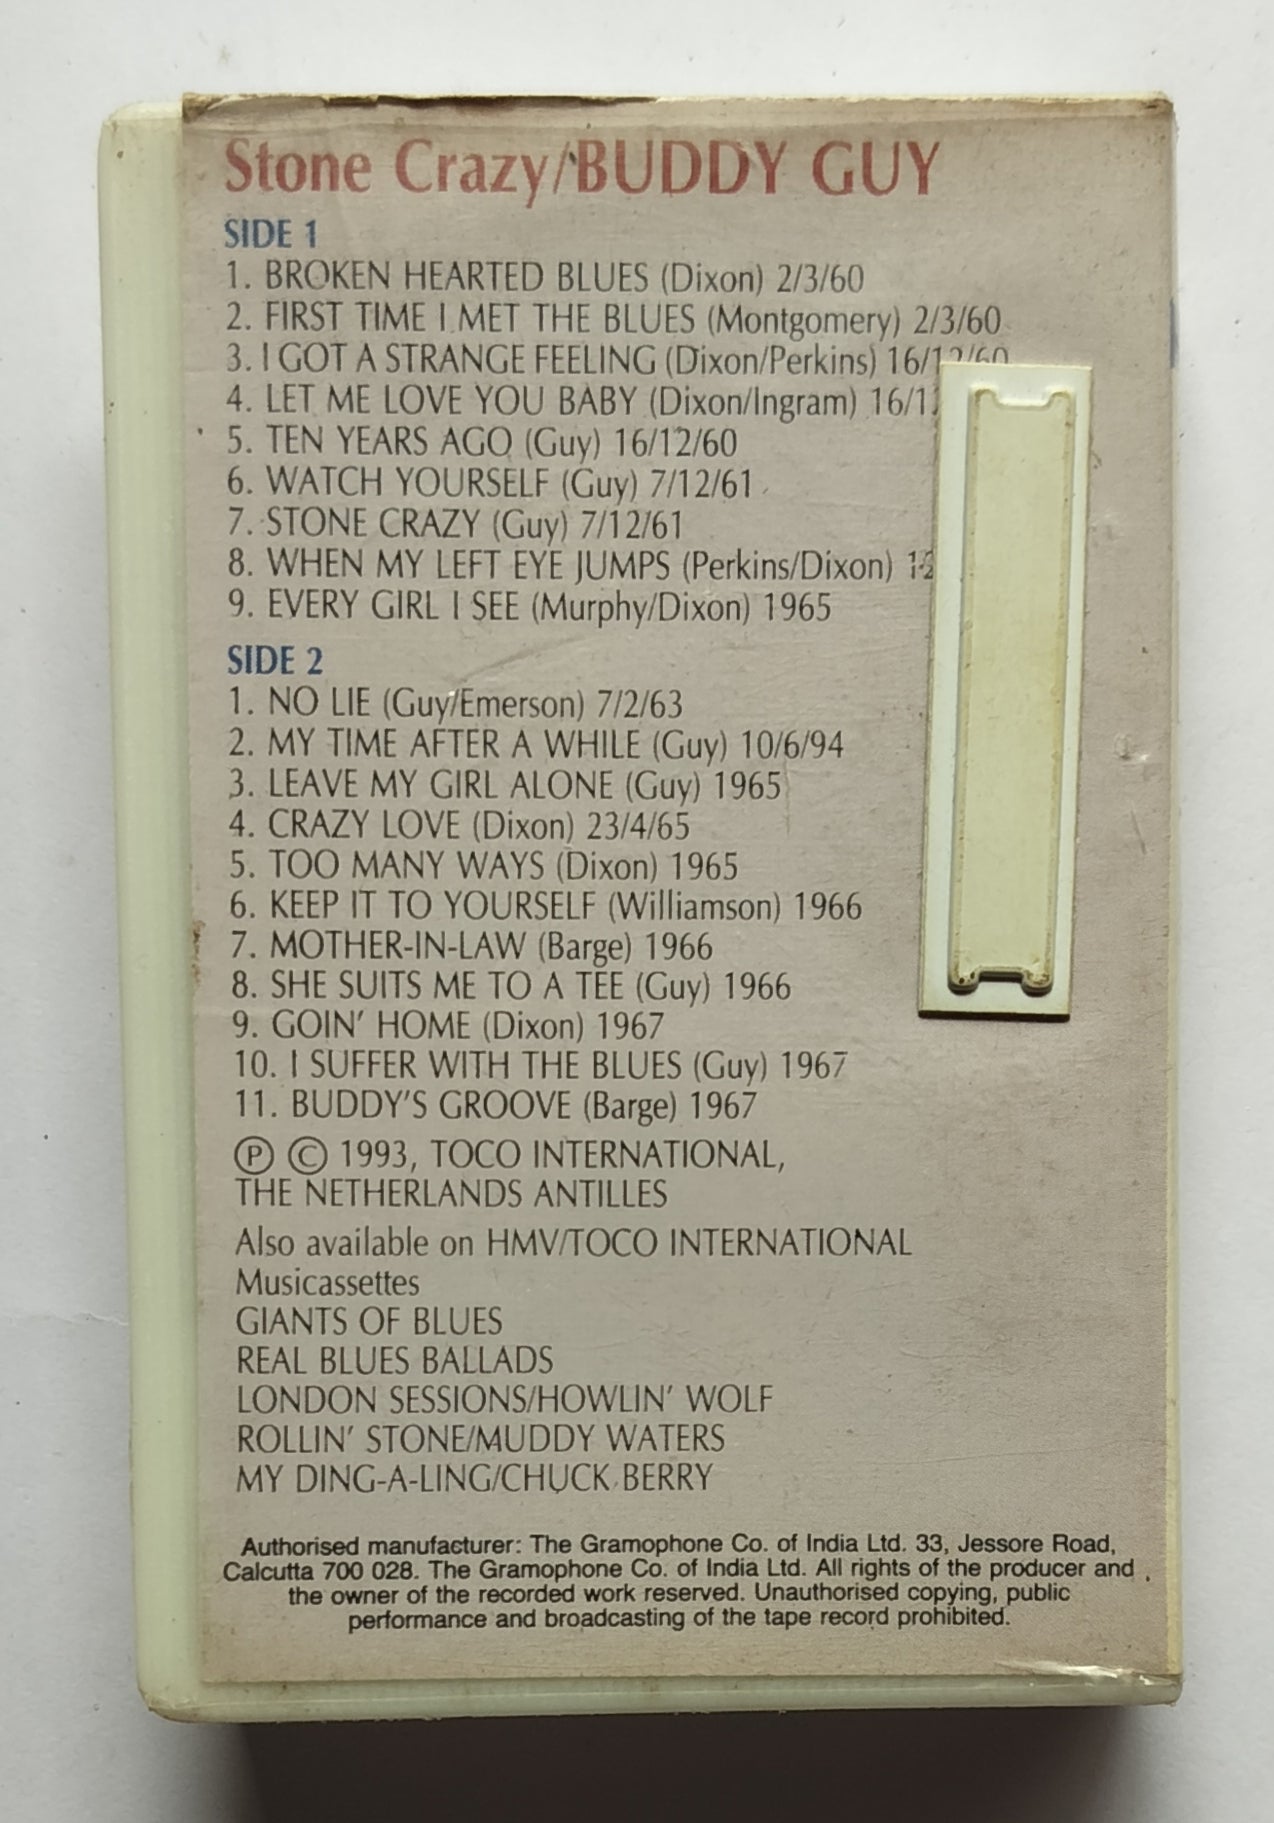 Stone Crazy/BUDDY GUY
SIDE 1
1. BROKEN HEARTED BLUES (Dixon) 2/3/60
2. FIRST TIME I MET THE BLUES (Montgomery) 2/3/60
3. I GOT A STRANGE FEELING (Dixon/Perkins) 16/12/60
4. LET ME LOVE YOU BABY (Dixon/Ingram)
5. TEN YEARS AGO (Guy) 16/12/60
6. WATCH YOURSELF (Guy) 7/12/61
7. STONE CRAZY (Guy) 7/12/61
8. WHEN MY LEFT EYE JUMPS (Perkins/Dixon)
9. EVERY GIRL I SEE (Murphy/Dixon) 1965
SIDE 2
1. NO LIE (Guy/Emerson) 7/2/63
2. MY TIME AFTER A WHILE (Guy) 10/6/94
3. LEAVE MY GIRL ALONE (Guy) 1965
4. CRAZY LOVE (Dixon) 23/4/65
5. TOO MANY WAYS (Dixon) 1965
6. KEEP IT TO YOURSELF (Williamson) 1966
7. MOTHER-IN-LAW (Barge) 1966
8. SHE SUITS ME TO A TEE (Guy) 1966
9. GOIN' HOME (Dixon) 1967
10. I SUFFER WITH THE BLUES (Guy) 1967
11. BUDDY'S GROOVE (Barge) 1967
Ⓟ © 1993, TOCO INTERNATIONAL,
THE NETHERLANDS ANTILLES
Also available on HMV/TOCO INTERNATIONAL
Musicassettes
GIANTS OF BLUES
REAL BLUES BALLADS
LONDON SESSIONS/HOWLIN' WOLF
ROLLIN' STONE/MUDDY WATERS
MY DING-A-LING/CHUCK BERRY
Authorised manufacturer: The Gramophone Co. of India Ltd. 33, Jessore Road,
Calcutta 700 028. The Gramophone Co. of India Ltd. All rights of the producer and
the owner of the recorded work reserved. Unauthorised copying, public
performance and broadcasting of the tape record prohibited.